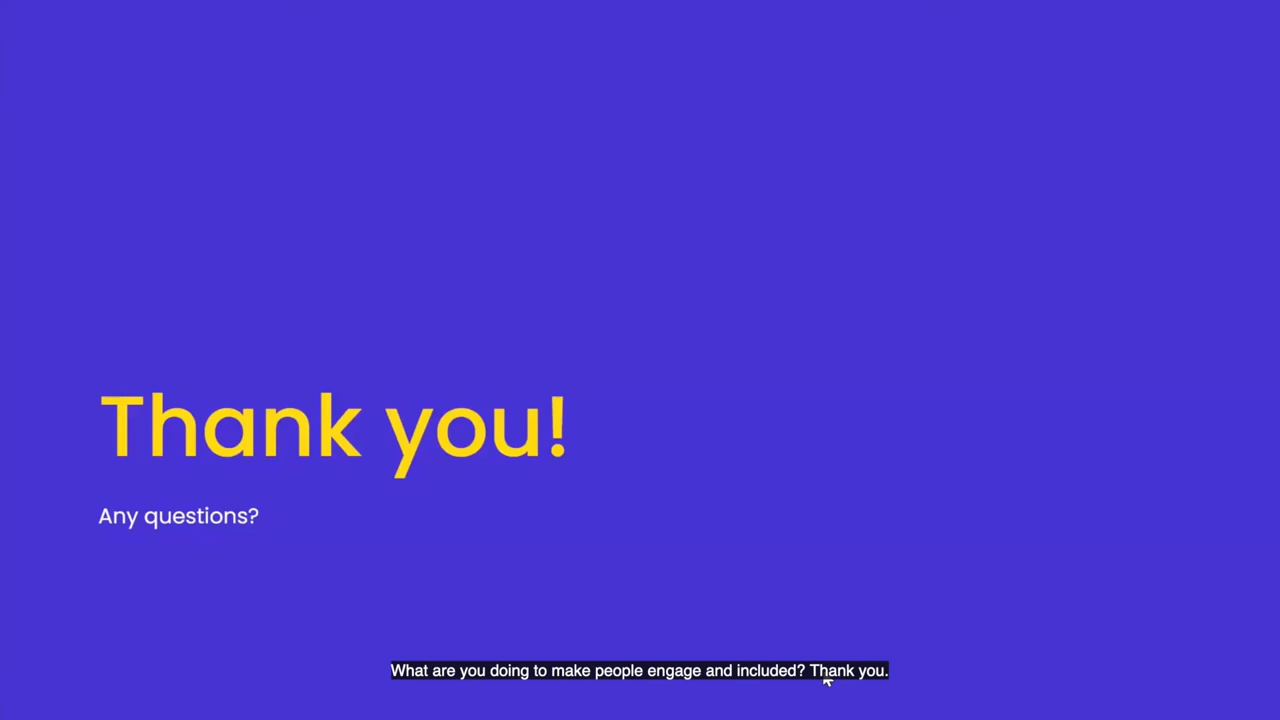 Thank you!
Any questions?
What are you doing to make people engage and included? Thank you.